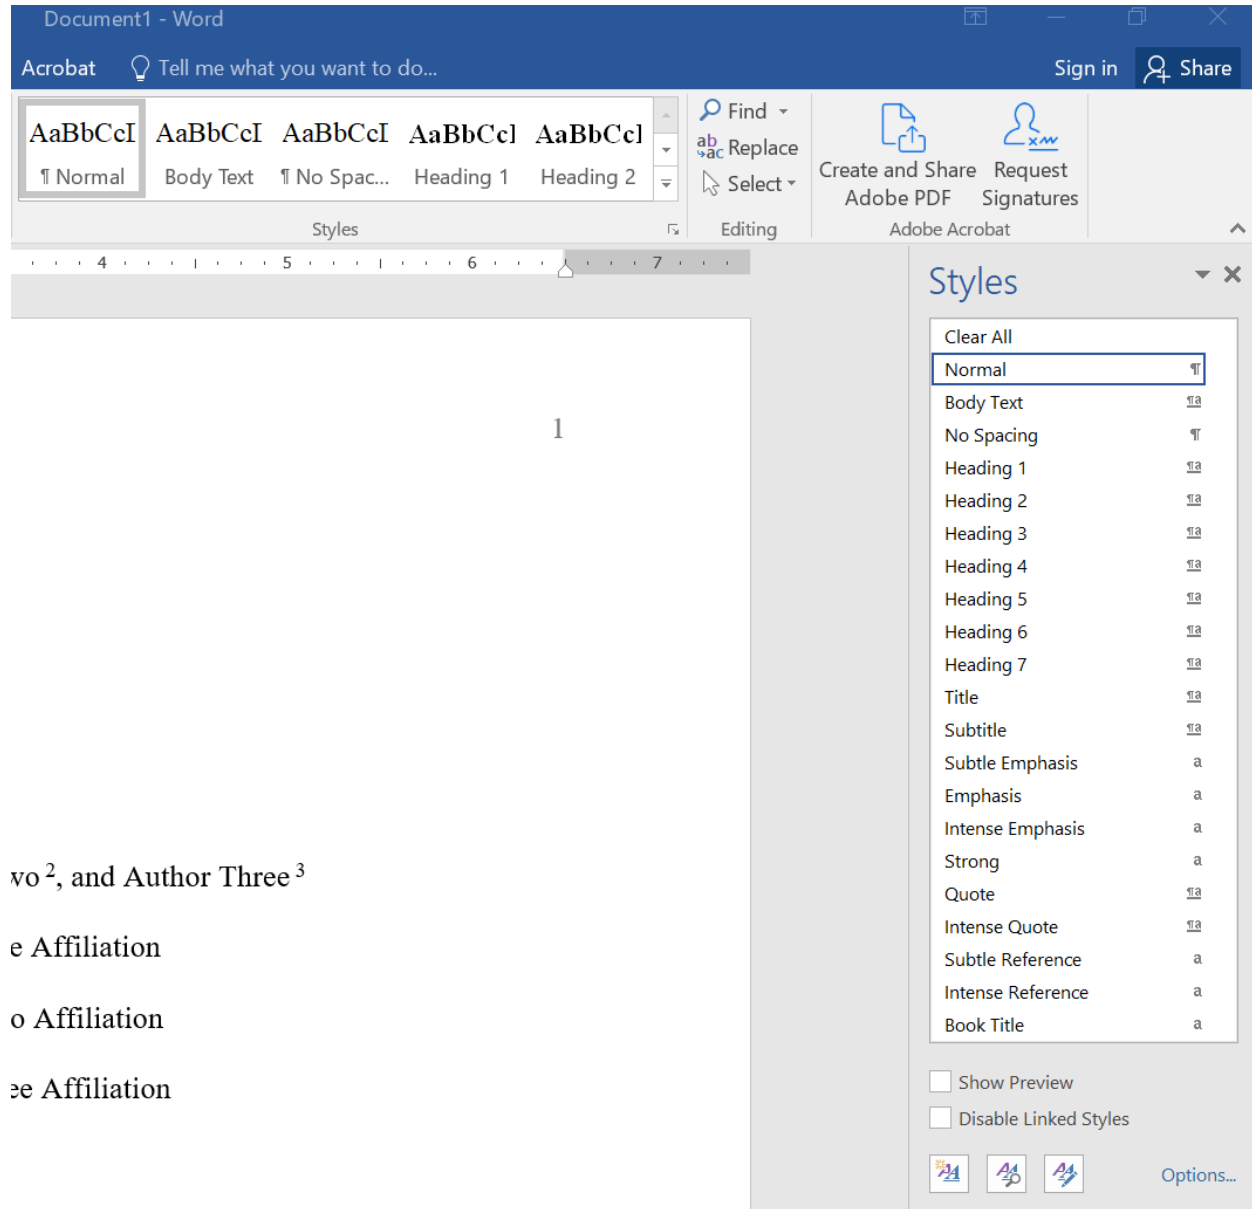 Document1 - Word
Acrobat Tell me what you want to do... Sign in Share
AaBbCcI AaBbCcI AaBbCcI AaBbCc] AaBbCc]
¶ Normal Body Text ¶ No Spac... Heading 1 Heading 2
Find
Replace
Select
Create and Share
Adobe PDF
Request
Signatures
Styles Editing Adobe Acrobat
4 5 6 7
1
vo 2, and Author Three 3
e Affiliation
o Affiliation
ee Affiliation
Styles
Clear All
Normal ¶
Body Text ¶a
No Spacing ¶
Heading 1 ¶a
Heading 2 ¶a
Heading 3 ¶a
Heading 4 ¶a
Heading 5 ¶a
Heading 6 ¶a
Heading 7 ¶a
Title ¶a
Subtitle ¶a
Subtle Emphasis a
Emphasis a
Intense Emphasis a
Strong a
Quote ¶a
Intense Quote ¶a
Subtle Reference a
Intense Reference a
Book Title a
Show Preview
Disable Linked Styles
Options...